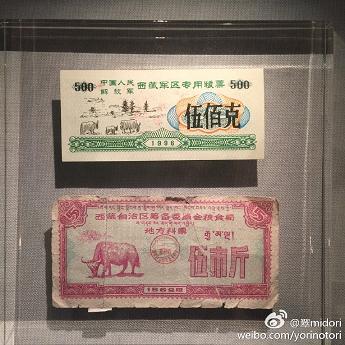 500 中国人民解放军 西藏军区专用粮票 500
伍佰克
1996
西藏自治区筹备委员会粮食局
地方料票
伍市斤
@翠midori
weibo.com/yorinotori